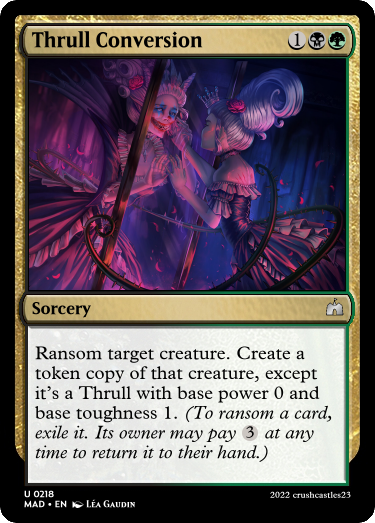 Thrull Conversion 1
Sorcery
Ransom target creature. Create a
token copy of that creature, except
it's a Thrull with base power 0 and
base toughness 1. (To ransom a card,
exile it. Its owner may pay 3 at any
time to return it to their hand.)
U 0218
MAD • EN Léa Gaudin
2022 crushcastles23